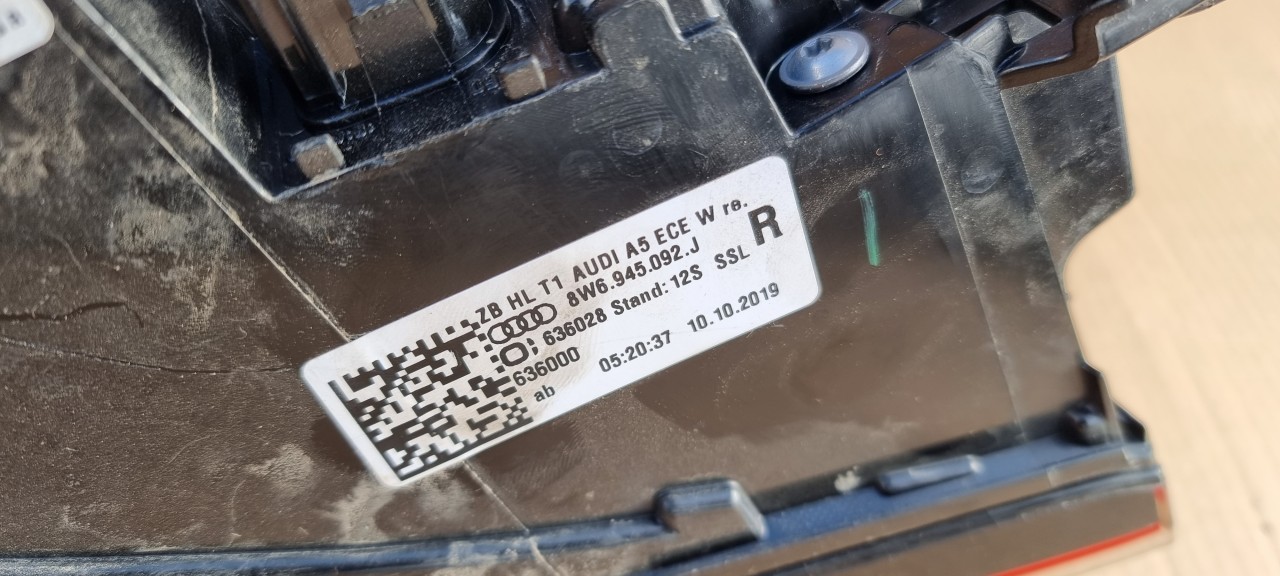 ZB HL T1 AUDI A5 ECE W re.
8W6.945.092.J
R
636028 Stand: 12S SSL
636000 05:20:37 10.10.2019
ab